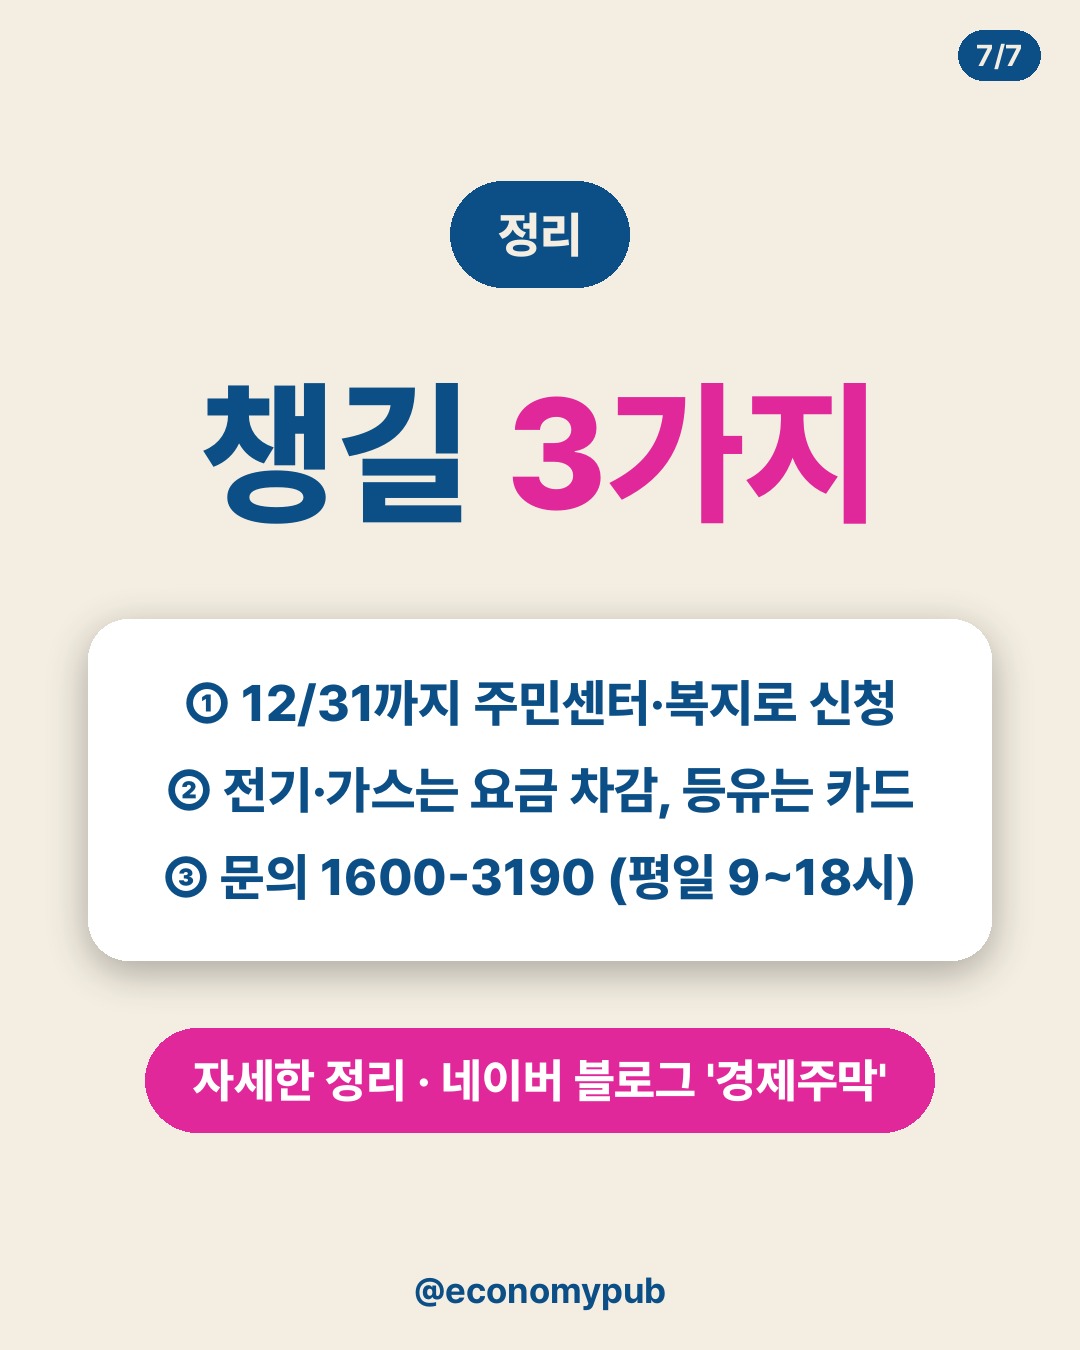 7/7
정리
챙길 3가지
① 12/31까지 주민센터·복지로 신청
② 전기·가스는 요금 차감, 등유는 카드
③ 문의 1600-3190 (평일 9~18시)
자세한 정리 · 네이버 블로그 '경제주막'
@economypub